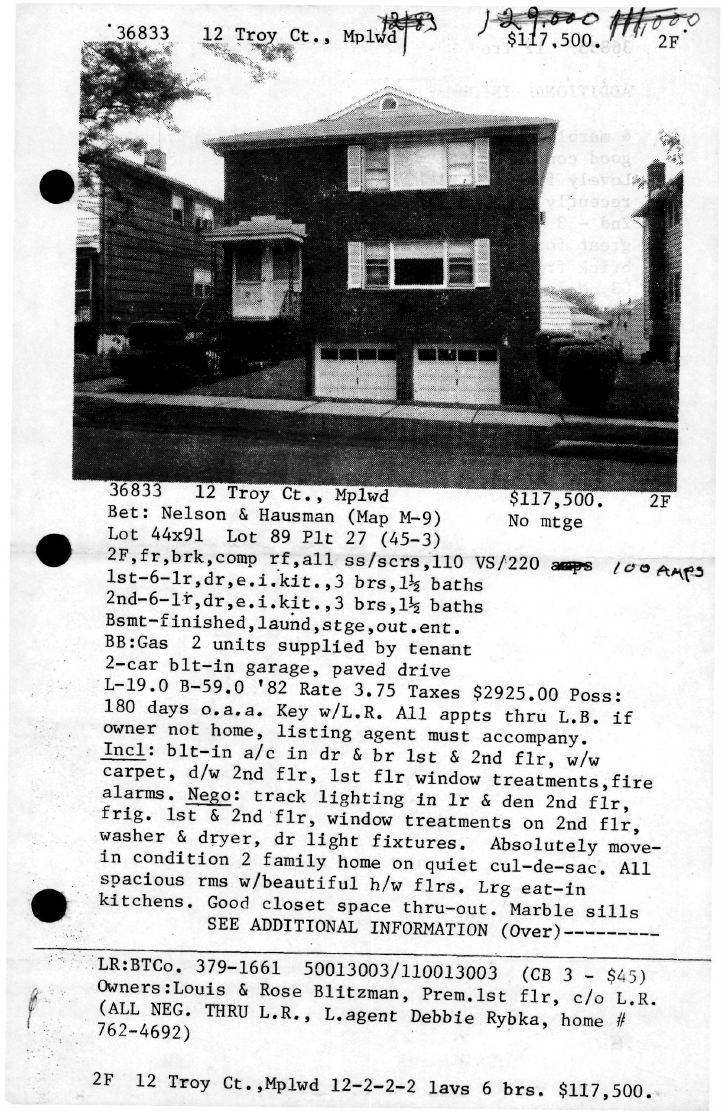 12/83 129,000 111,000
36833 12 Troy Ct., Mplwd $117,500. 2F
36833 12 Troy Ct., Mplwd $117,500. 2F
Bet: Nelson & Hausman (Map M-9) No mtge
Lot 44x91 Lot 89 Plt 27 (45-3)
2F,fr,brk,comp rf,all ss/scrs,110 VS/220 amps 100 AMPS
1st-6-lr,dr,e.i.kit.,3 brs,1½ baths
2nd-6-lr,dr,e.i.kit.,3 brs,1½ baths
Bsmt-finished,laund,stge,out.ent.
BB:Gas 2 units supplied by tenant
2-car blt-in garage, paved drive
L-19.0 B-59.0 '82 Rate 3.75 Taxes $2925.00 Poss:
180 days o.a.a. Key w/L.R. All appts thru L.B. if
owner not home, listing agent must accompany.
Incl: blt-in a/c in dr & br 1st & 2nd flr, w/w
carpet, d/w 2nd flr, 1st flr window treatments,fire
alarms. Nego: track lighting in lr & den 2nd flr,
frig. 1st & 2nd flr, window treatments on 2nd flr,
washer & dryer, dr light fixtures. Absolutely move-
in condition 2 family home on quiet cul-de-sac. All
spacious rms w/beautiful h/w flrs. Lrg eat-in
kitchens. Good closet space thru-out. Marble sills
SEE ADDITIONAL INFORMATION (Over)---------
LR:BTCo. 379-1661 50013003/110013003 (CB 3 - $45)
Owners:Louis & Rose Blitzman, Prem.1st flr, c/o L.R.
(ALL NEG. THRU L.R., L.agent Debbie Rybka, home #
762-4692)
2F 12 Troy Ct.,Mplwd 12-2-2-2 lavs 6 brs. $117,500.